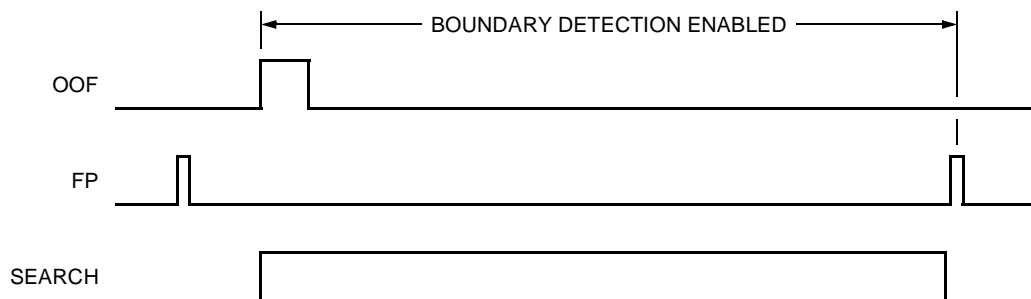 BOUNDARY DETECTION ENABLED
OOF
FP
SEARCH